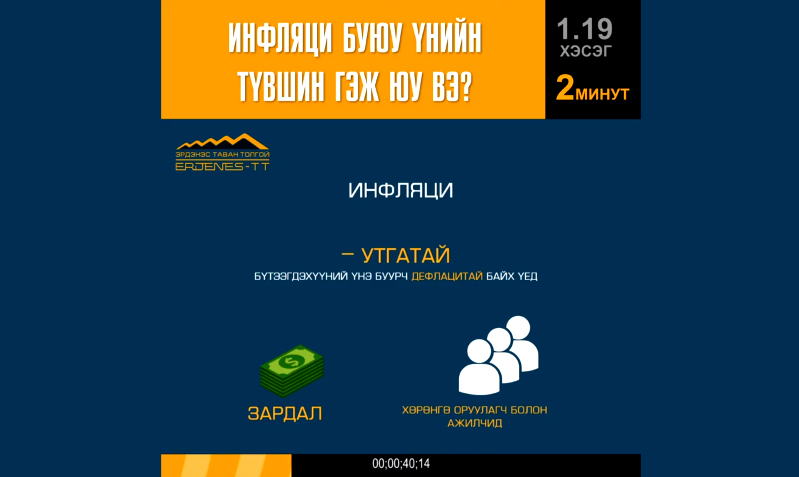 ИНФЛЯЦИ БУЮУ ҮНИЙН
ТҮВШИН ГЭЖ ЮУ ВЭ?
1.19
ХЭСЭГ
2МИНУТ
ЭРДЭНЭС ТАВАН ТОЛГОЙ
ERDENES-TT
ИНФЛЯЦИ
– УТГАТАЙ
БҮТЭЭГДЭХҮҮНИЙ ҮНЭ БУУРЧ ДЕФЛАЦИТАЙ БАЙХ ҮЕД
ЗАРДАЛ
ХӨРӨНГӨ ОРУУЛАГЧ БОЛОН
АЖИЛЧИД
00;00;40;14